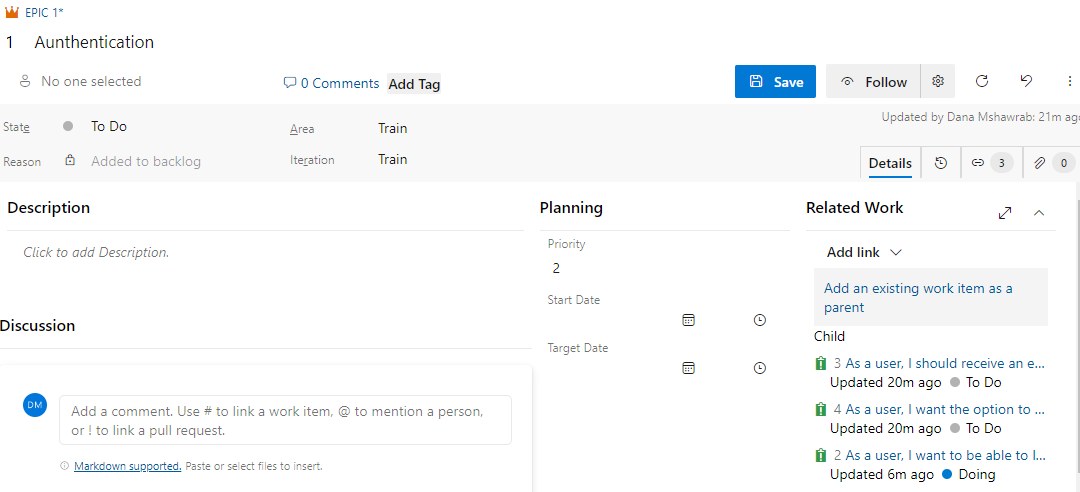 EPIC 1*
1 Aunthentication
No one selected
0 Comments
Add Tag
Save
Follow
State
To Do
Area
Train
Updated by Dana Mshawrab: 21m ago
Reason
Added to backlog
Iteration
Train
Details
3
0
Description
Click to add Description.
Discussion
DM
Add a comment. Use # to link a work item, @ to mention a person,
or ! to link a pull request.
Markdown supported. Paste or select files to insert.
Planning
Priority
2
Start Date
Target Date
Related Work
Add link
Add an existing work item as a
parent
Child
3 As a user, I should receive an e...
Updated 20m ago To Do
4 As a user, I want the option to ...
Updated 20m ago To Do
2 As a user, I want to be able to l...
Updated 6m ago Doing